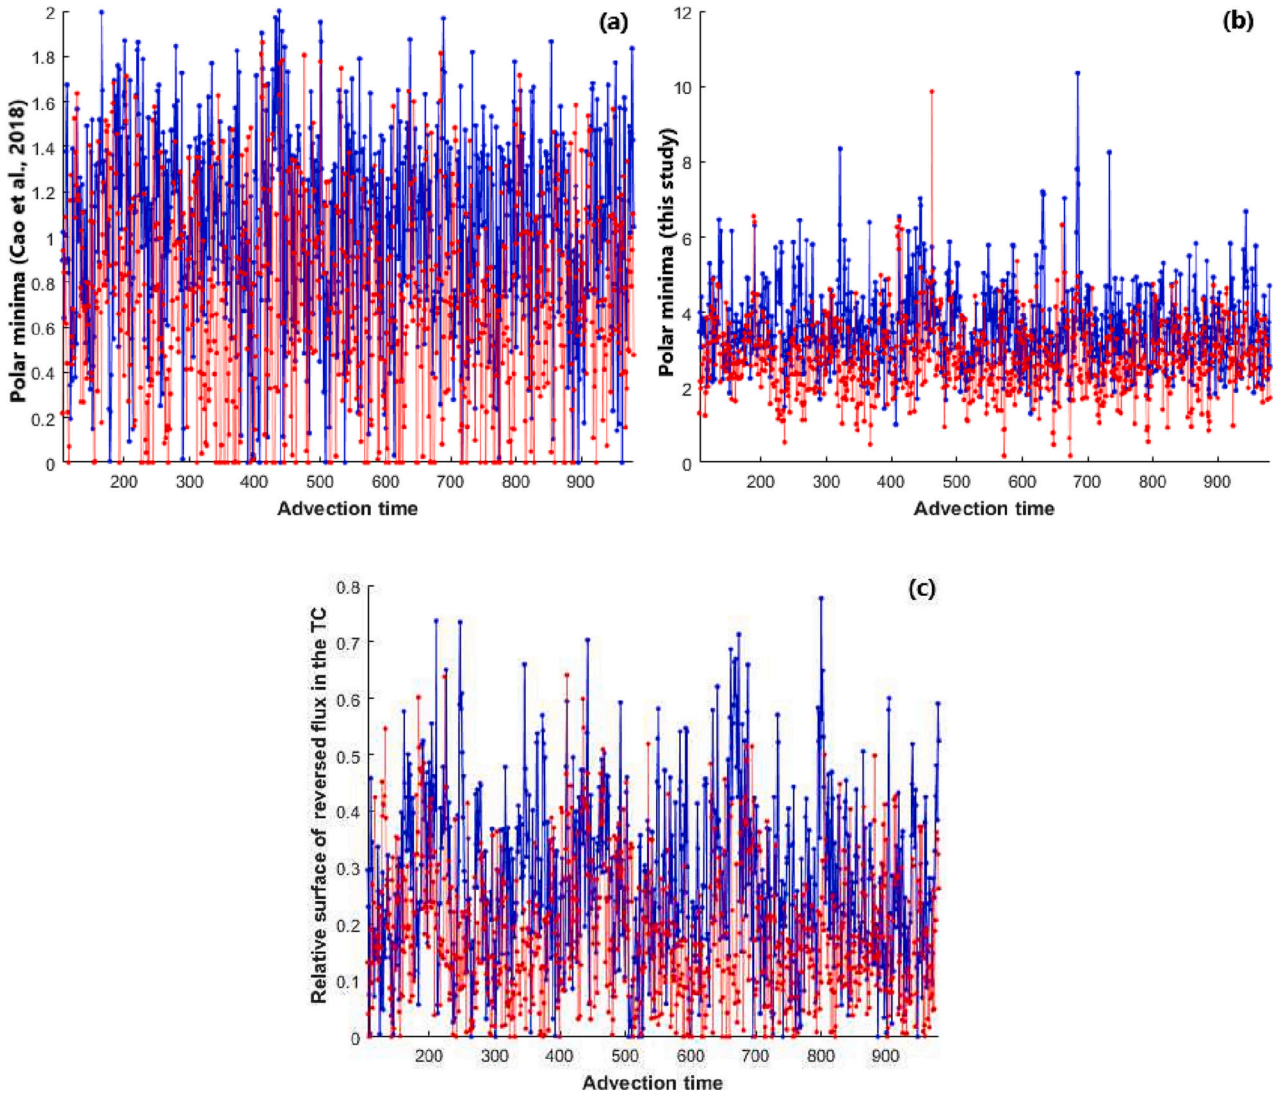 (a)
Polar minima (Cao et al., 2018)
2
1.8
1.6
1.4
1.2
1
0.8
0.6
0.4
0.2
0
200 300 400 500 600 700 800 900
Advection time
(b)
Polar minima (this study)
12
10
8
6
4
2
0
200 300 400 500 600 700 800 900
Advection time
(c)
Relative surface of reversed flux in the TC
0.8
0.7
0.6
0.5
0.4
0.3
0.2
0.1
0
200 300 400 500 600 700 800 900
Advection time